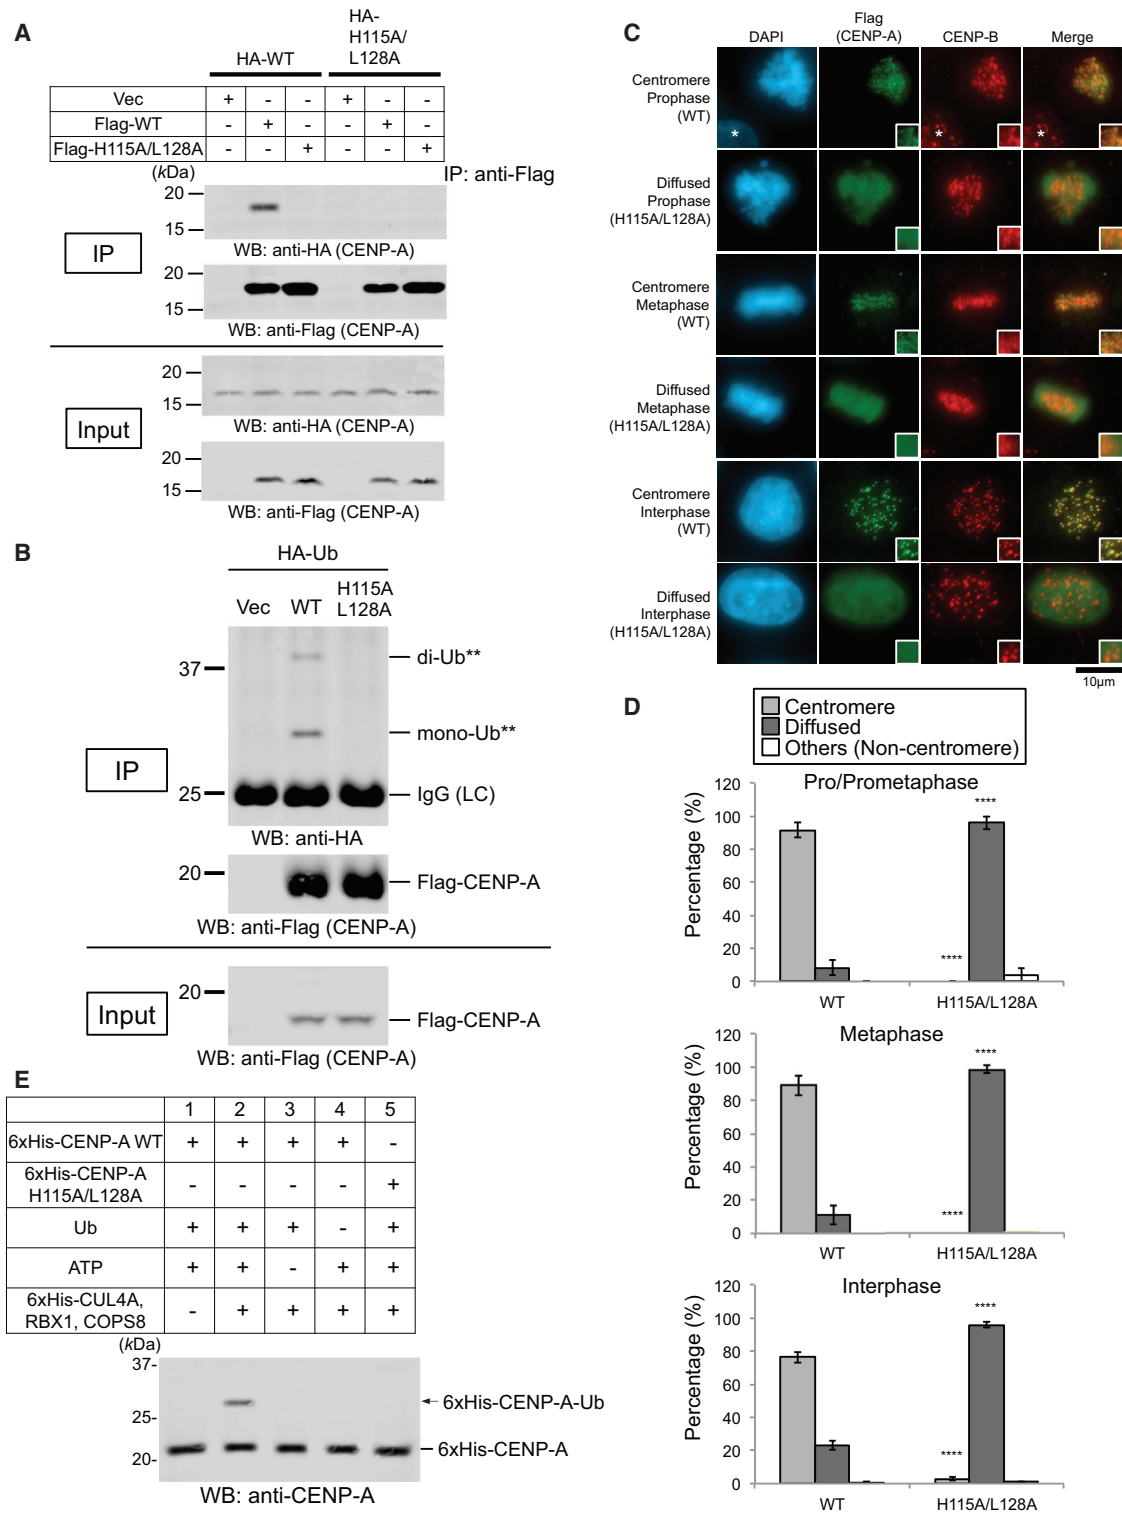 A
HA-WT
HA-
H115A/
L128A
Vec + - - + - -
Flag-WT - + - - + -
Flag-H115A/L128A - - + - - +
(kDa)
IP: anti-Flag
20
15
IP
WB: anti-HA (CENP-A)
20
15
WB: anti-Flag (CENP-A)
20
15
Input
WB: anti-HA (CENP-A)
20
15
WB: anti-Flag (CENP-A)
B
HA-Ub
Vec WT H115A
L128A
37
di-Ub**
mono-Ub**
IP
25
IgG (LC)
WB: anti-HA
20
Flag-CENP-A
WB: anti-Flag (CENP-A)
20
Input
Flag-CENP-A
WB: anti-Flag (CENP-A)
C
DAPI
Flag
(CENP-A)
CENP-B
Merge
Centromere
Prophase
(WT)
* * *
Diffused
Prophase
(H115A/L128A)
Centromere
Metaphase
(WT)
Diffused
Metaphase
(H115A/L128A)
Centromere
Interphase
(WT)
Diffused
Interphase
(H115A/L128A)
10µm
D
Centromere
Diffused
Others (Non-centromere)
Pro/Prometaphase
Percentage (%)
120
100
80
60
40
20
0
****
****
WT H115A/L128A
Metaphase
Percentage (%)
120
100
80
60
40
20
0
****
****
WT H115A/L128A
Interphase
Percentage (%)
120
100
80
60
40
20
0
****
****
WT H115A/L128A
E
1 2 3 4 5
6xHis-CENP-A WT + + + + -
6xHis-CENP-A
H115A/L128A - - - - +
Ub + + + - +
ATP + + - + +
6xHis-CUL4A,
RBX1, COPS8 - + + + +
(kDa)
37-
25-
20-
6xHis-CENP-A-Ub
6xHis-CENP-A
WB: anti-CENP-A